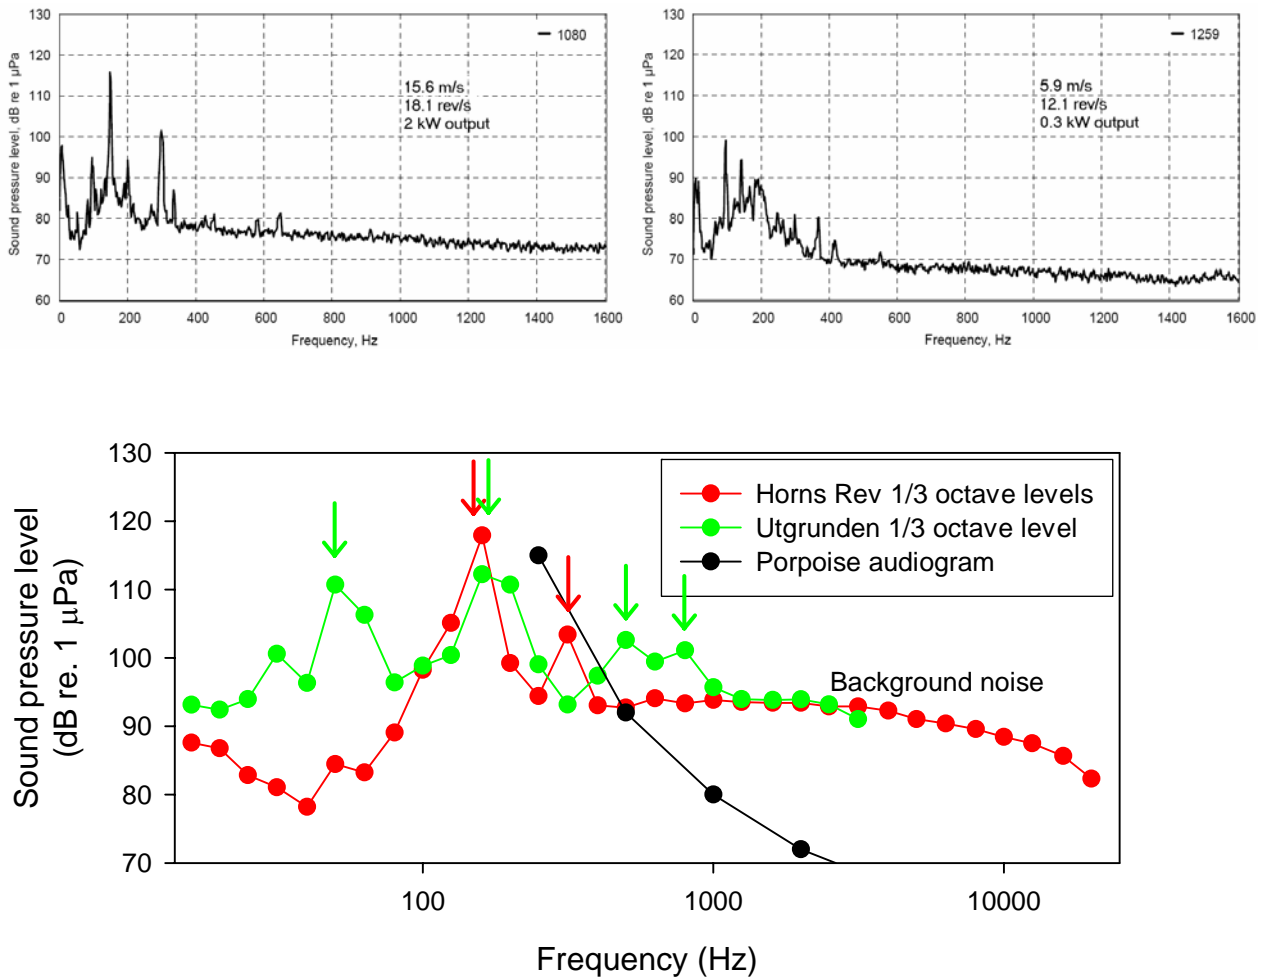 130
120
110
100
90
80
70
60
Sound pressure level, dB re 1 µPa
1080
15.6 m/s
18.1 rev/s
2 kW output
0 200 400 600 800 1000 1200 1400 1600
Frequency, Hz
130
120
110
100
90
80
70
60
Sound pressure level, dB re 1 µPa
1259
5.9 m/s
12.1 rev/s
0.3 kW output
0 200 400 600 800 1000 1200 1400 1600
Frequency, Hz
Sound pressure level
(dB re. 1 µPa)
130
120
110
100
90
80
70
Horns Rev 1/3 octave levels
Utgrunden 1/3 octave level
Porpoise audiogram
Background noise
100 1000 10000
Frequency (Hz)